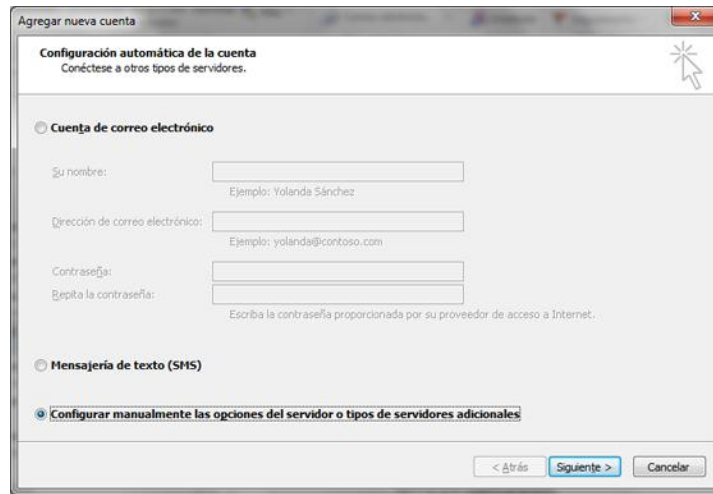 Agregar nueva cuenta
Configuración automática de la cuenta
Conéctese a otros tipos de servidores.
Cuenta de correo electrónico
Su nombre:
Ejemplo: Yolanda Sánchez
Dirección de correo electrónico:
Ejemplo: yolanda@contoso.com
Contraseña:
Repita la contraseña:
Escriba la contraseña proporcionada por su proveedor de acceso a Internet.
Mensajería de texto (SMS)
Configurar manualmente las opciones del servidor o tipos de servidores adicionales
< Atrás Siguiente > Cancelar